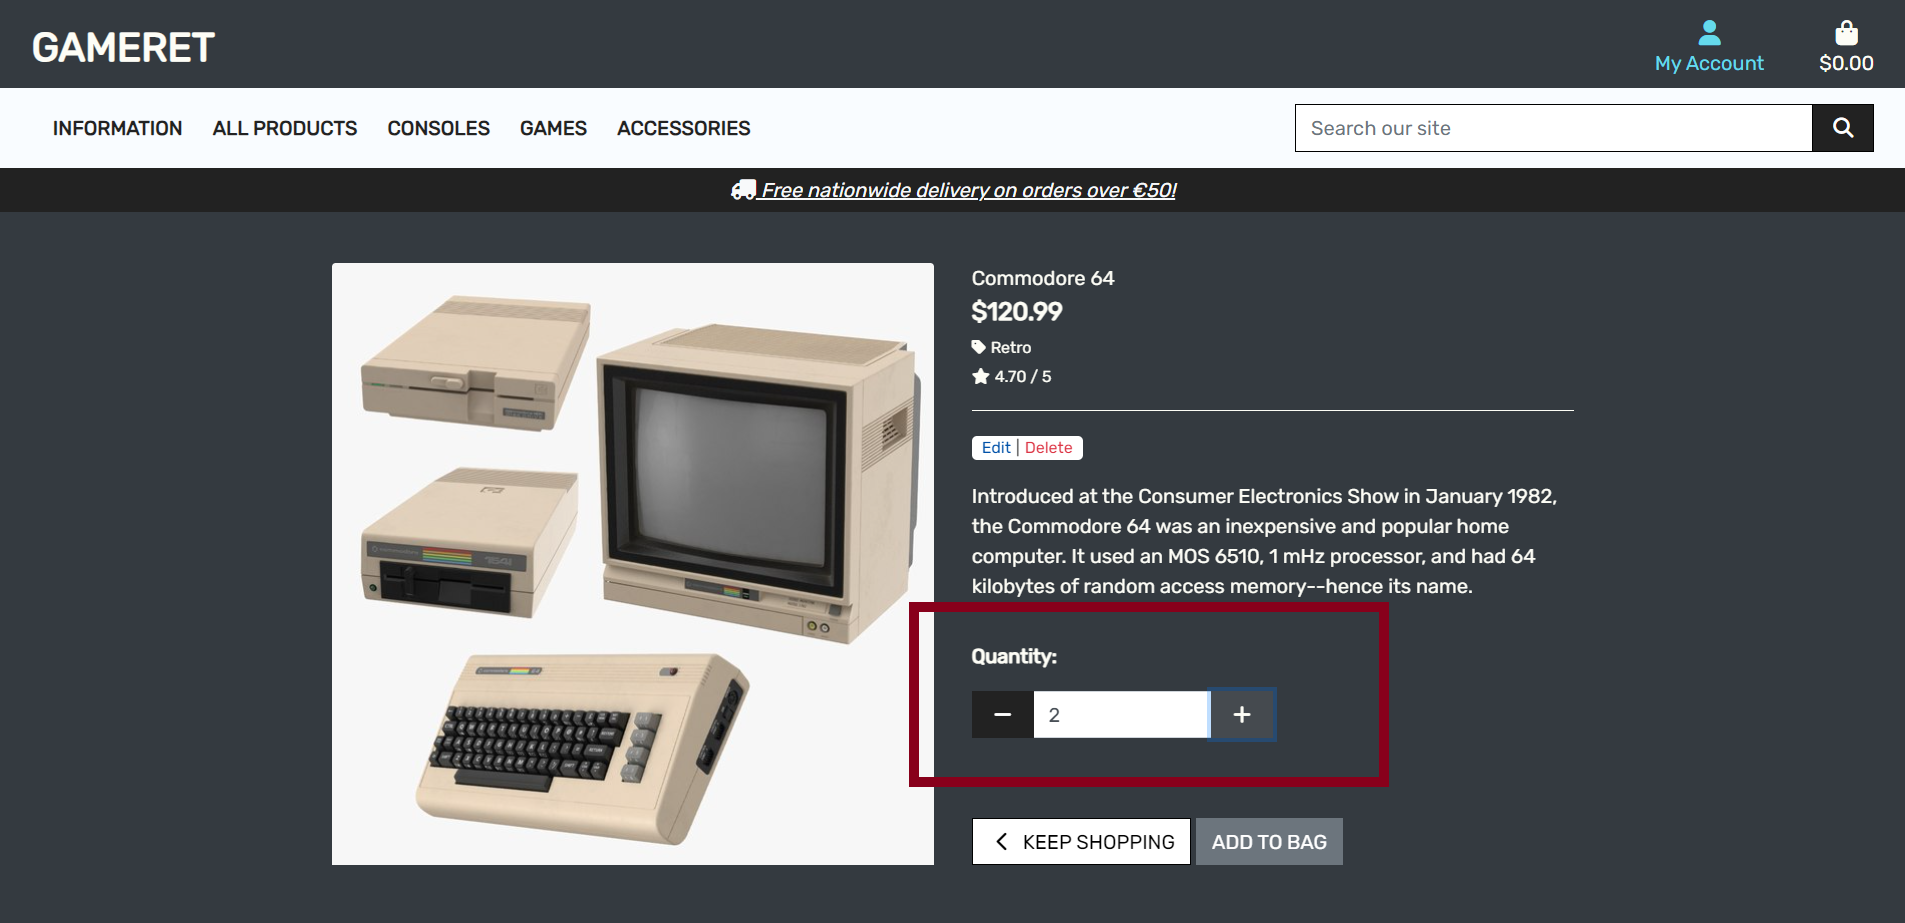 GAMERET
My Account
$0.00
INFORMATION ALL PRODUCTS CONSOLES GAMES ACCESSORIES
Search our site
Free nationwide delivery on orders over €50!
Commodore 64
$120.99
Retro
4.70 / 5
Edit | Delete
Introduced at the Consumer Electronics Show in January 1982,
the Commodore 64 was an inexpensive and popular home
computer. It used an MOS 6510, 1 mHz processor, and had 64
kilobytes of random access memory--hence its name.
Quantity:
2
KEEP SHOPPING
ADD TO BAG